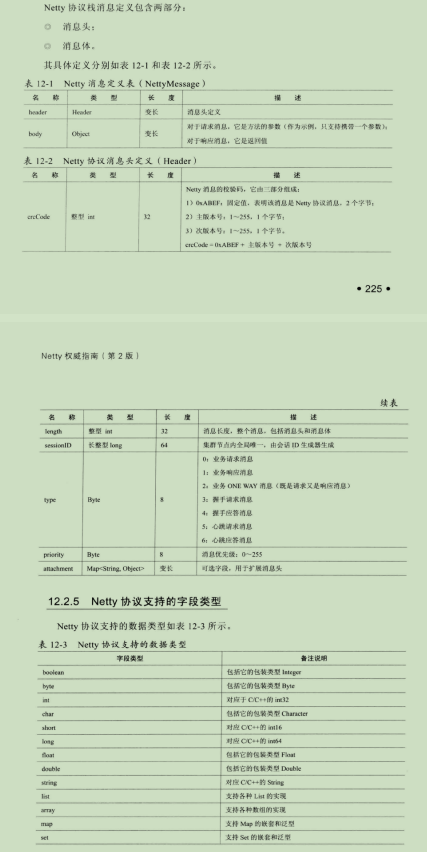 Netty 协议栈消息定义包含两部分：
◎ 消息头；
◎ 消息体。
其具体定义分别如表 12-1 和表 12-2 所示。
表 12-1 Netty 消息定义表（NettyMessage）
名 称 类 型 长 度 描 述
header Header 变长 消息头定义
body Object 变长 对于请求消息，它是方法的参数（作为示例，只支持携带一个参数）；
对于响应消息，它是返回值
表 12-2 Netty 协议消息头定义（Header）
名 称 类 型 长 度 描 述
Netty 消息的校验码，它由三部分组成：
1）0xABEF：固定值，表明该消息是 Netty 协议消息，2 个字节；
crcCode 整型 int 32 2）主版本号：1～255，1 个字节；
3）次版本号：1～255，1 个字节。
crcCode = 0xABEF + 主版本号 + 次版本号
• 225 •
Netty 权威指南（第 2 版）
续表
名 称 类 型 长 度 描 述
length 整型 int 32 消息长度，整个消息，包括消息头和消息体
sessionID 长整型 long 64 集群节点内全局唯一，由会话 ID 生成器生成
0：业务请求消息
1：业务响应消息
2：业务 ONE WAY 消息（既是请求又是响应消息）
type Byte 8 3：握手请求消息
4：握手应答消息
5：心跳请求消息
6：心跳应答消息
priority Byte 8 消息优先级：0～255
attachment Map<String, Object> 变长 可选字段，用于扩展消息头
12.2.5 Netty 协议支持的字段类型
Netty 协议支持的数据类型如表 12-3 所示。
表 12-3 Netty 协议支持的数据类型
字段类型 备注说明
boolean 包括它的包装类型 Integer
byte 包括它的包装类型 Byte
int 对应于 C/C++的 int32
char 包括它的包装类型 Character
short 对应 C/C++的 int16
long 对应 C/C++的 int64
float 包括它的包装类型 Float
double 包括它的包装类型 Double
string 对应 C/C++的 String
list 支持各种 List 的实现
array 支持各种数组的实现
map 支持 Map 的嵌套和泛型
set 支持 Set 的嵌套和泛型